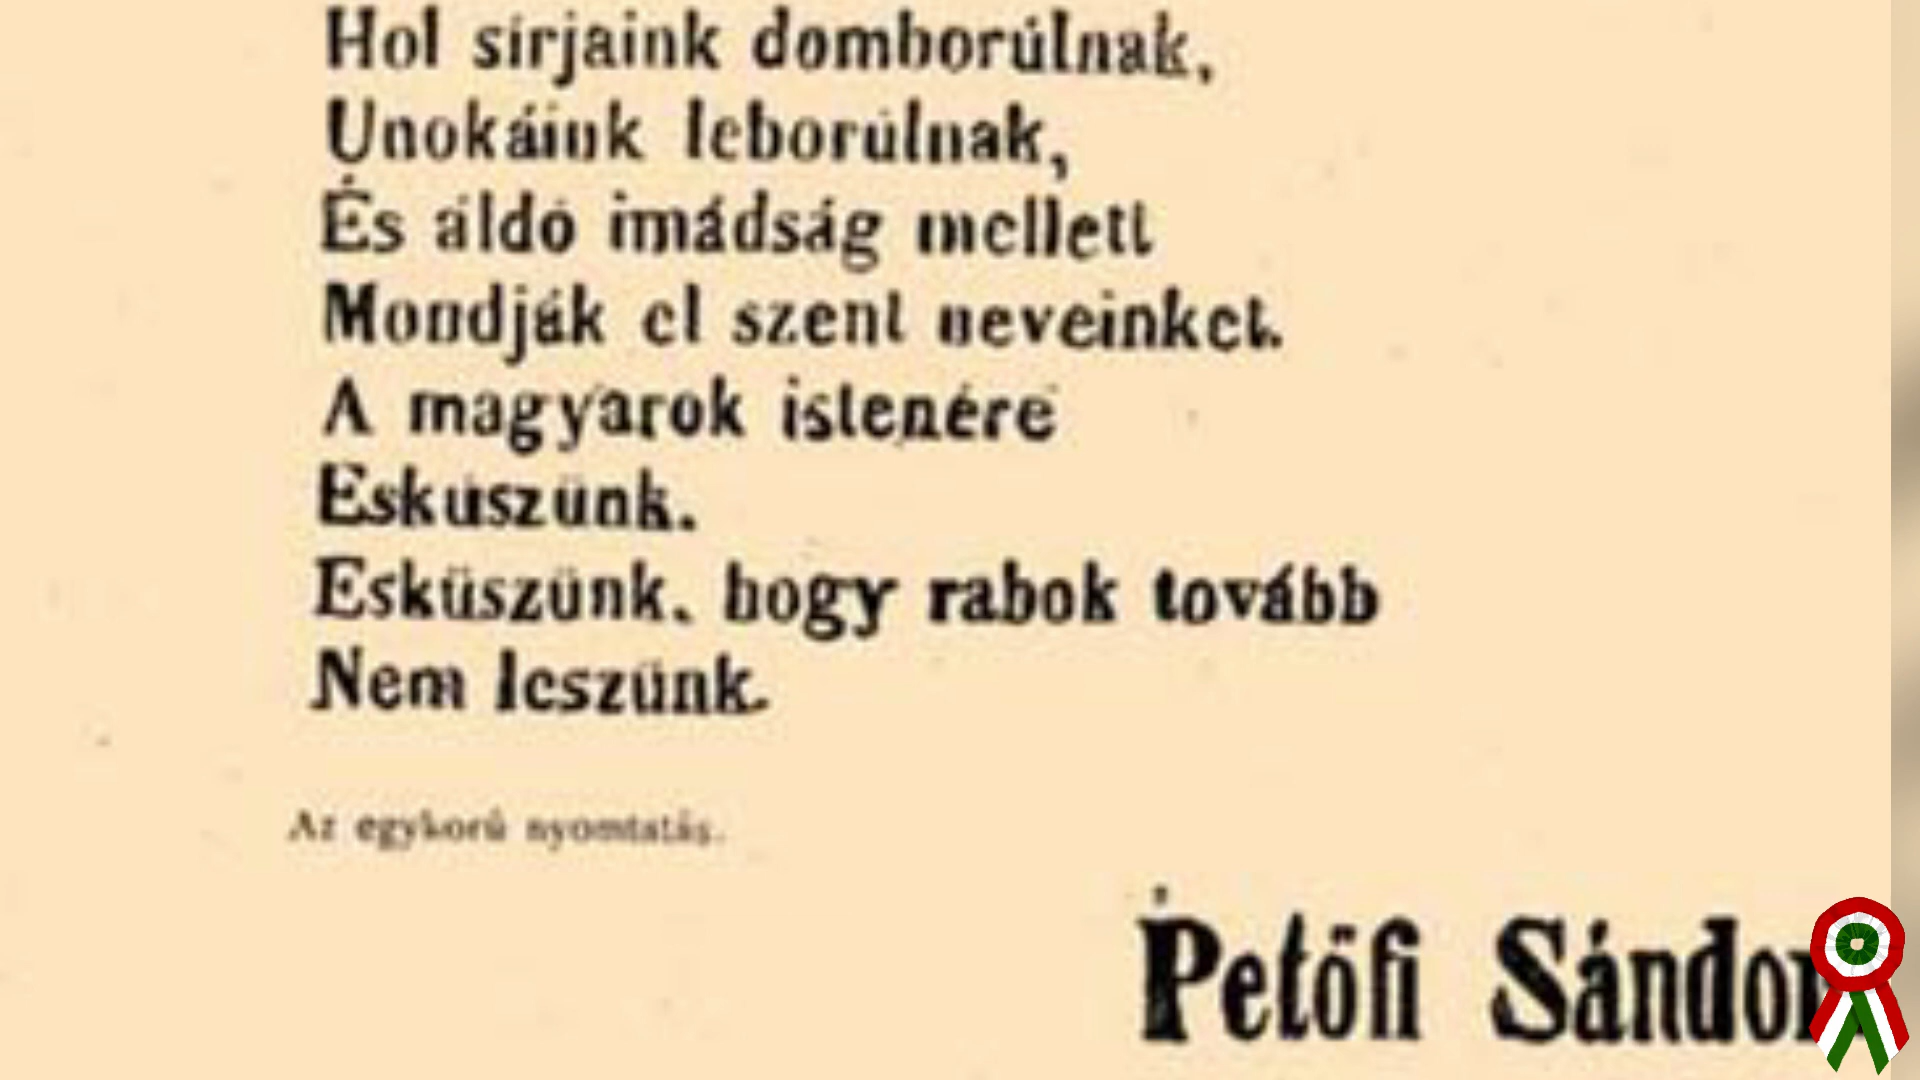 Hol sírjaink domborúlnak,
Unokáink leborúlnak,
És áldó imádság mellett
Mondják el szent neveinket.
A magyarok istenére
Esküszünk.
Esküszünk, hogy rabok tovább
Nem leszünk.
Az egykorú nyomtatás.
Petőfi Sándor